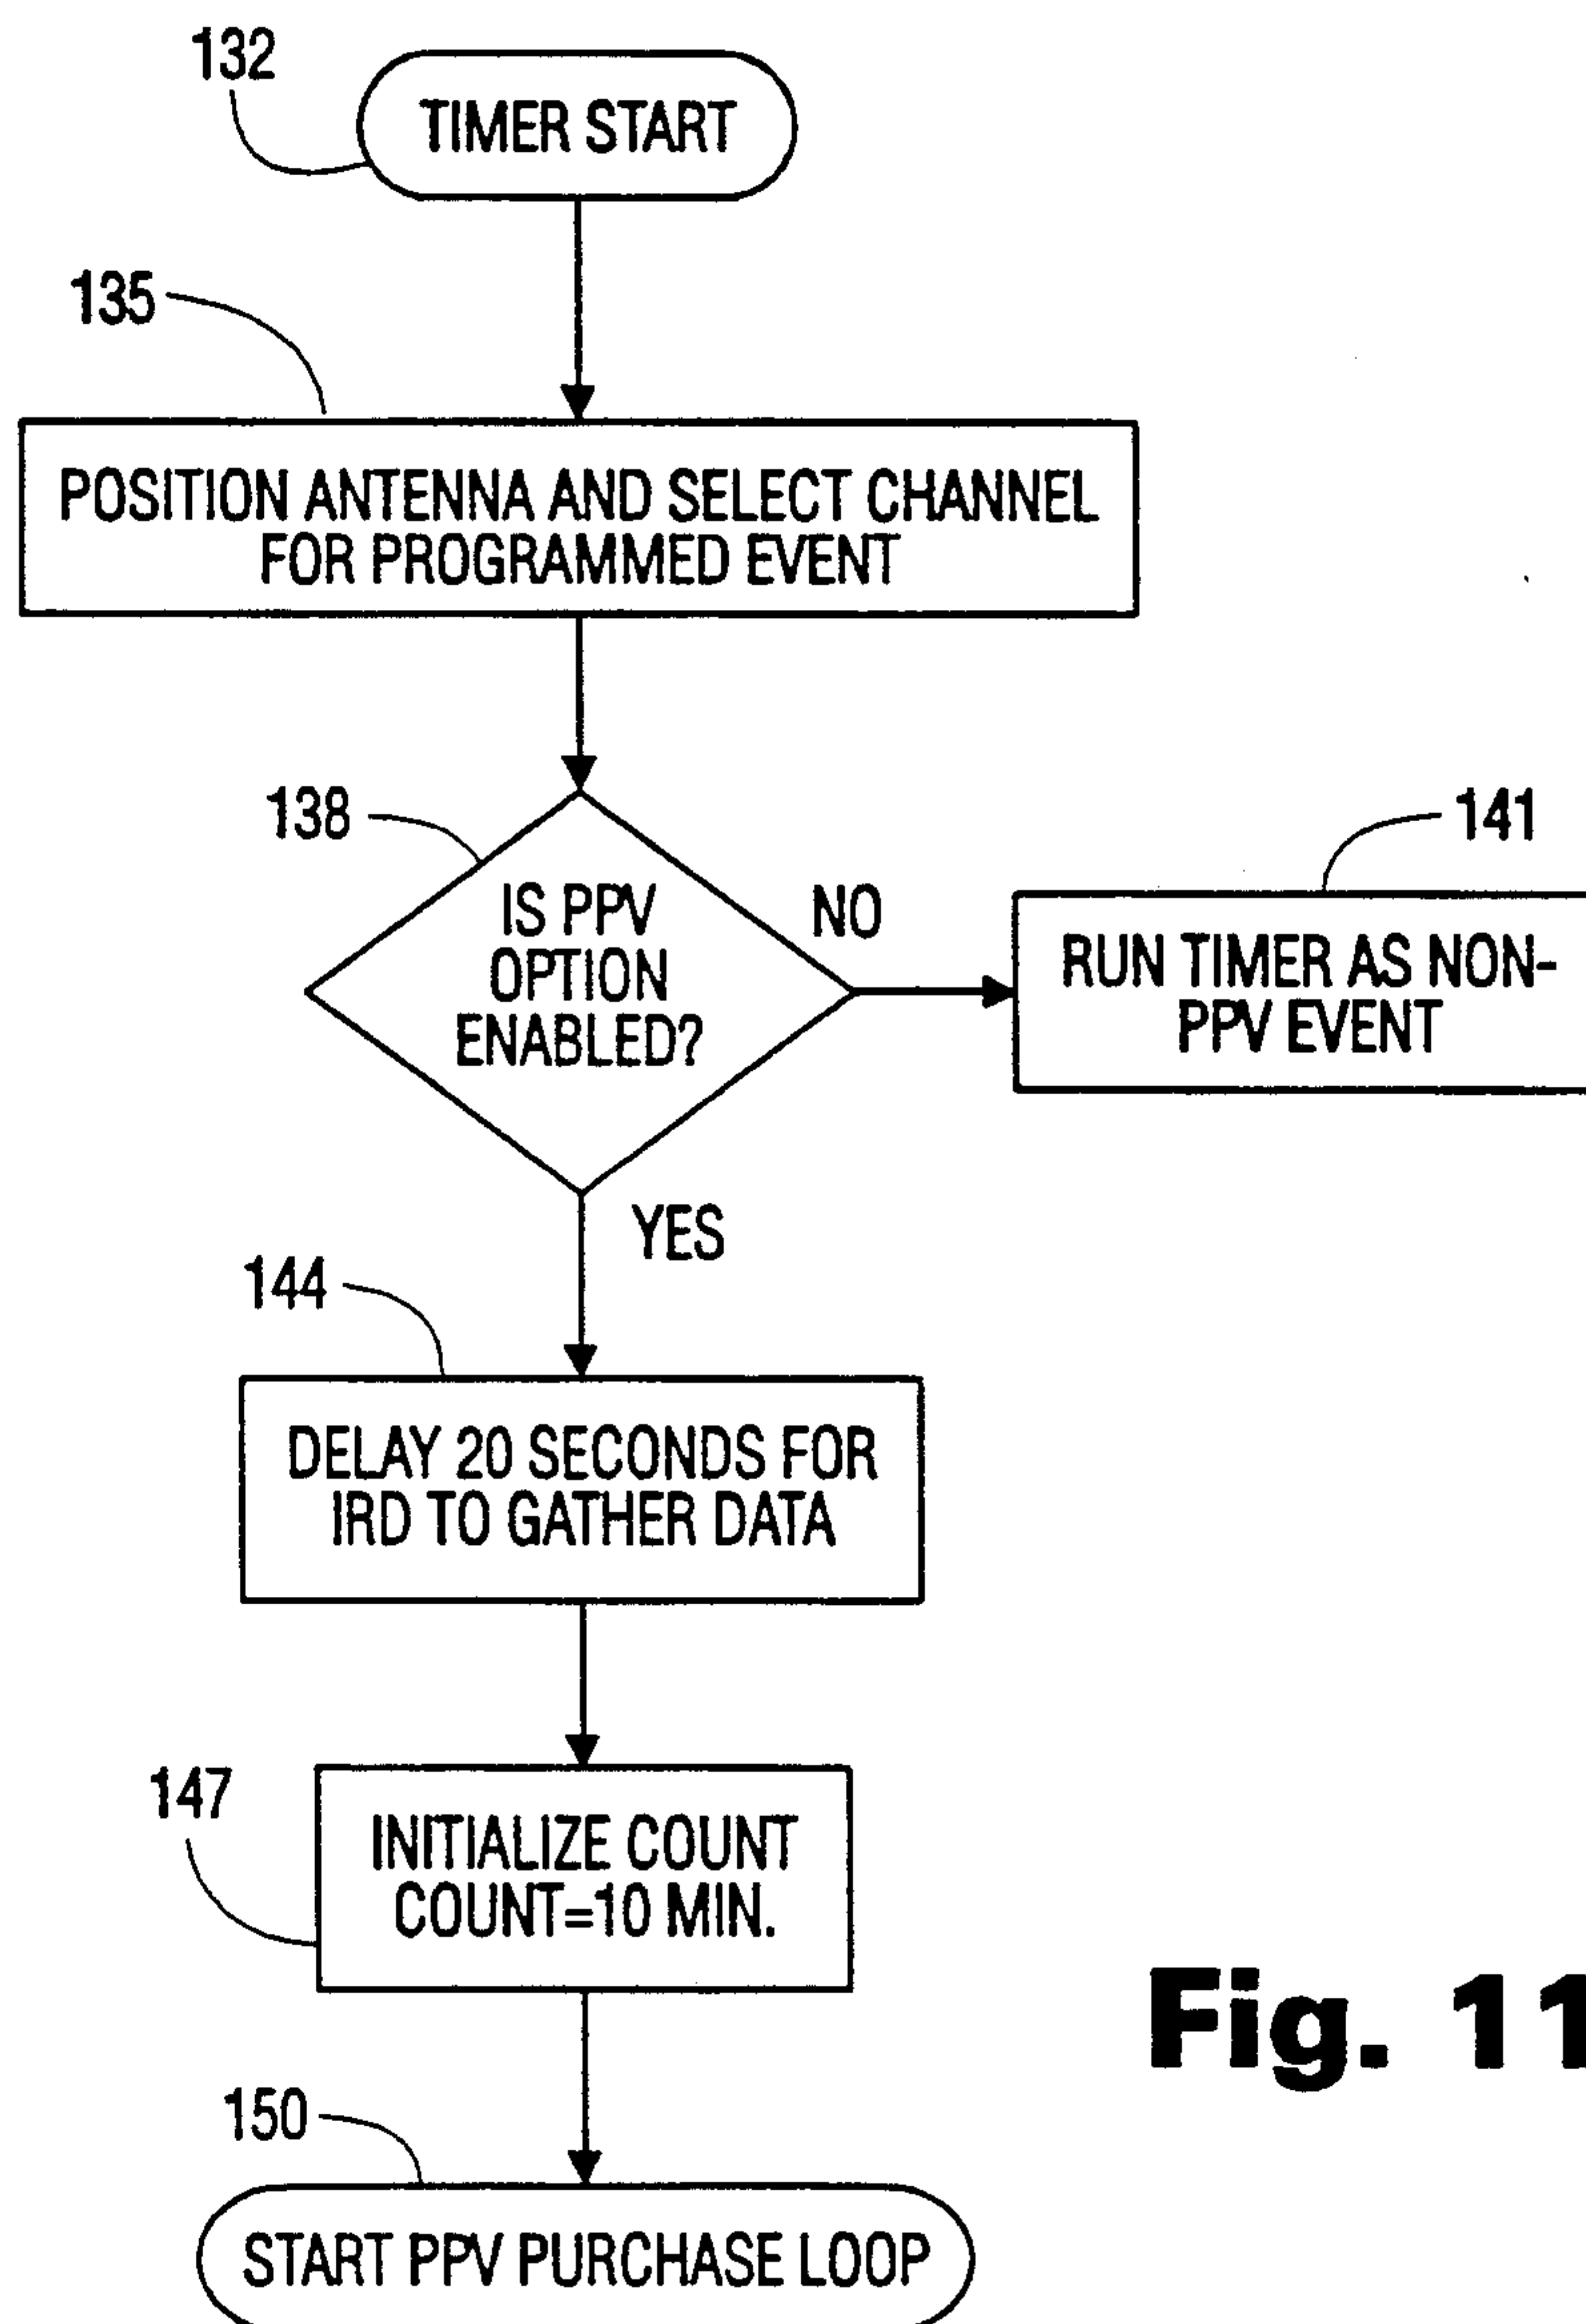 132
TIMER START
135
POSITION ANTENNA AND SELECT CHANNEL
FOR PROGRAMMED EVENT
138
IS PPV
OPTION
ENABLED?
NO
141
RUN TIMER AS NON-
PPV EVENT
YES
144
DELAY 20 SECONDS FOR
IRD TO GATHER DATA
147
INITIALIZE COUNT
COUNT=10 MIN.
Fig. 11
150
START PPV PURCHASE LOOP